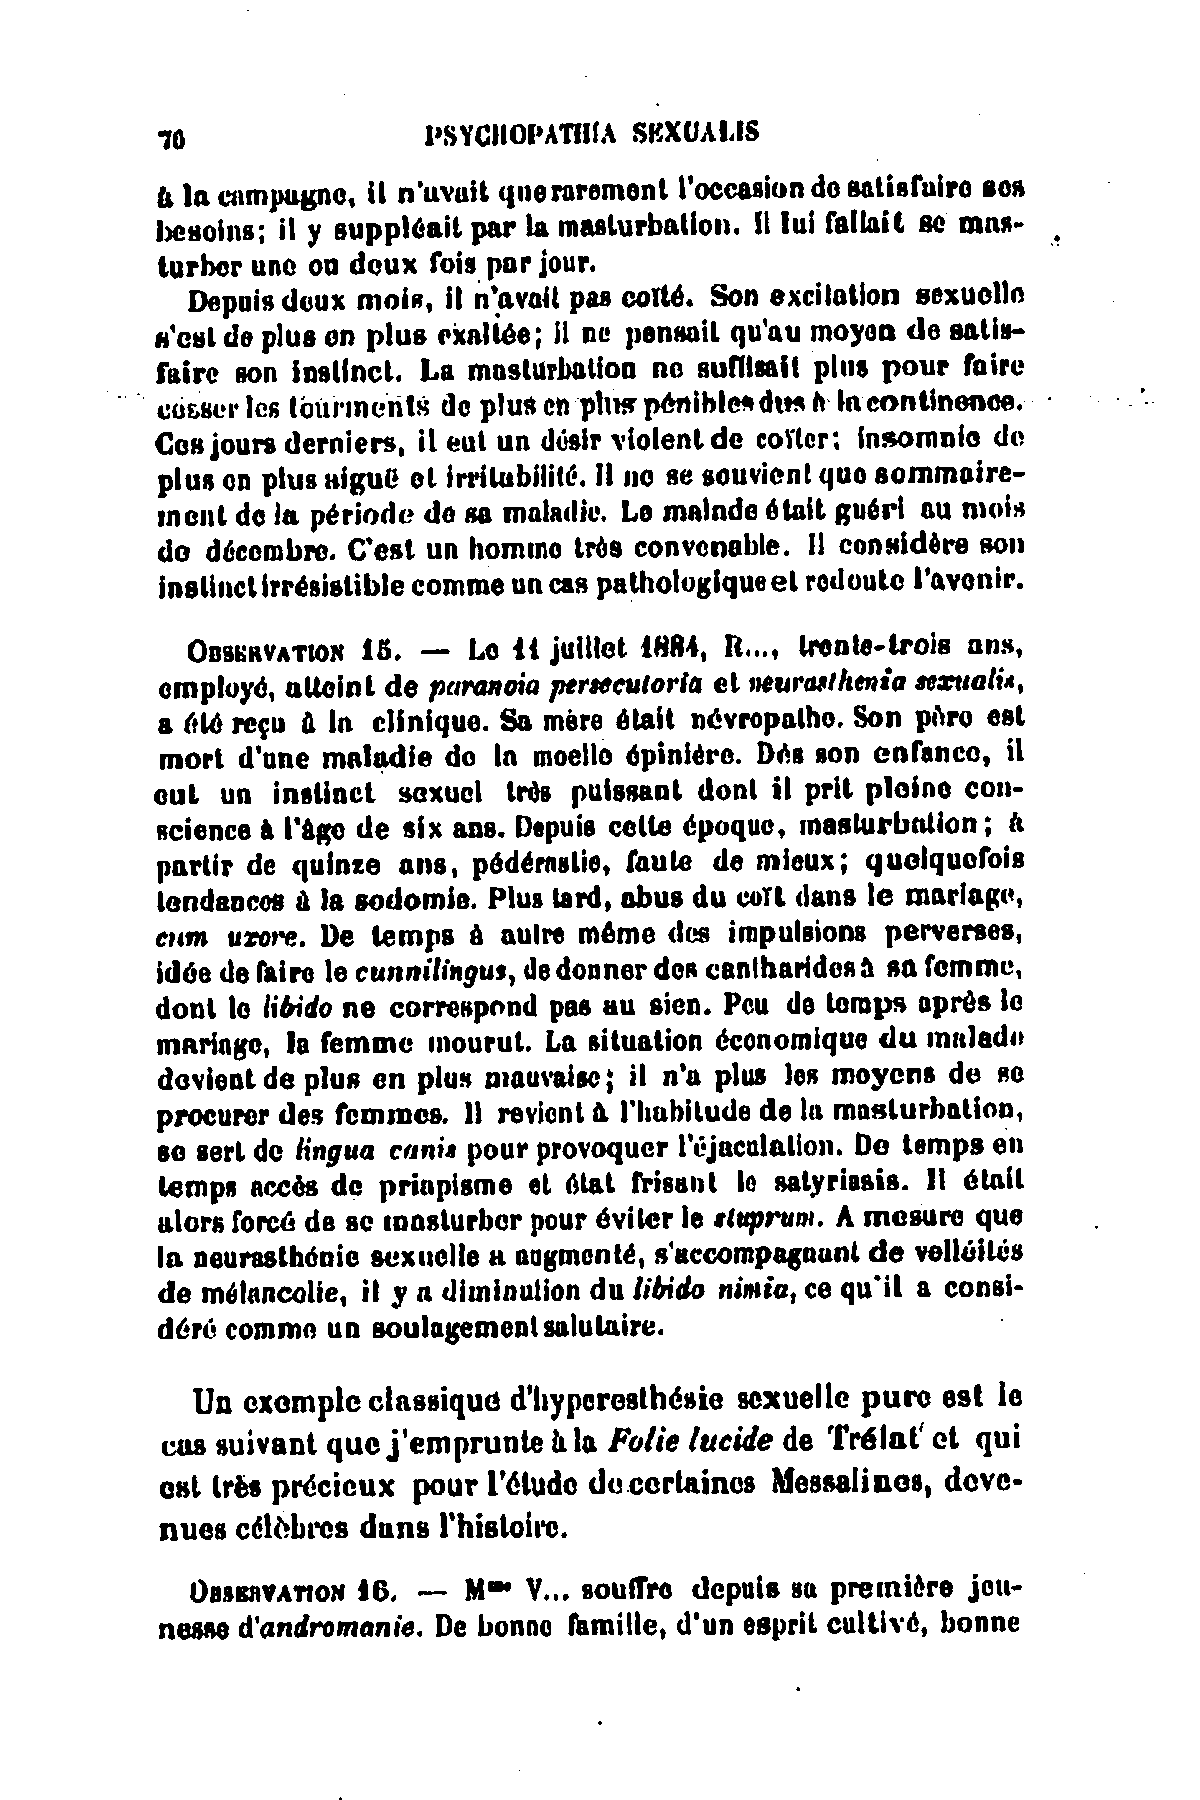 70 PSYCHOPATHIA SEXUALIS
à la campagne, il n'avait que rarement l'occasion de satisfaire ses
besoins; il y suppléait par la masturbation. Il lui fallait se mas-
turber une ou deux fois par jour.
Depuis deux mois, il n'avait pas coïté. Son excitation sexuelle
s'est de plus en plus exaltée; il ne pensait qu'au moyen de satis-
faire son instinct. La masturbation ne suffisait plus pour faire
cesser les tourments de plus en plus pénibles dus à la continence.
Ces jours derniers, il eut un désir violent de coïter; insomnie de
plus en plus aiguë et irritabilité. Il ne se souvient que sommaire-
ment de la période de sa maladie. Le malade était guéri au mois
de décembre. C'est un homme très convenable. Il considère son
instinct irrésistible comme un cas pathologique et redoute l'avenir.
OBSERVATION 15. — Le 11 juillet 1884, R..., trente-trois ans,
employé, atteint de paranoia persecutoria et neurasthenia sexualis,
a été reçu à la clinique. Sa mère était névropathe. Son père est
mort d'une maladie de la moelle épinière. Dès son enfance, il
eut un instinct sexuel très puissant dont il prit pleine con-
science à l'âge de six ans. Depuis cette époque, masturbation; à
partir de quinze ans, pédérastie, faute de mieux; quelquefois
tendances à la sodomie. Plus tard, abus du coït dans le mariage,
cum uxore. De temps à autre même des impulsions perverses,
idée de faire le cunnilingus, de donner des cantharides à sa femme,
dont le libido ne correspond pas au sien. Peu de temps après le
mariage, la femme mourut. La situation économique du malade
devient de plus en plus mauvaise; il n'a plus les moyens de se
procurer des femmes. Il revient à l'habitude de la masturbation,
se sert de lingua canis pour provoquer l'éjaculation. De temps en
temps accès de priapisme et état frisant le satyriasis. Il était
alors forcé de se masturber pour éviter le stuprum. A mesure que
la neurasthénie sexuelle a augmenté, s'accompagnant de velléités
de mélancolie, il y a diminution du libido nimia, ce qu'il a consi-
déré comme un soulagement salutaire.
Un exemple classique d'hyperesthésie sexuelle pure est le
cas suivant que j'emprunte à la Folie lucide de Trélat et qui
est très précieux pour l'étude de certaines Messalines, deve-
nues célèbres dans l'histoire.
OBSERVATION 16. — Mme V... souffre depuis sa première jeu-
nesse d'andromanie. De bonne famille, d'un esprit cultivé, bonne